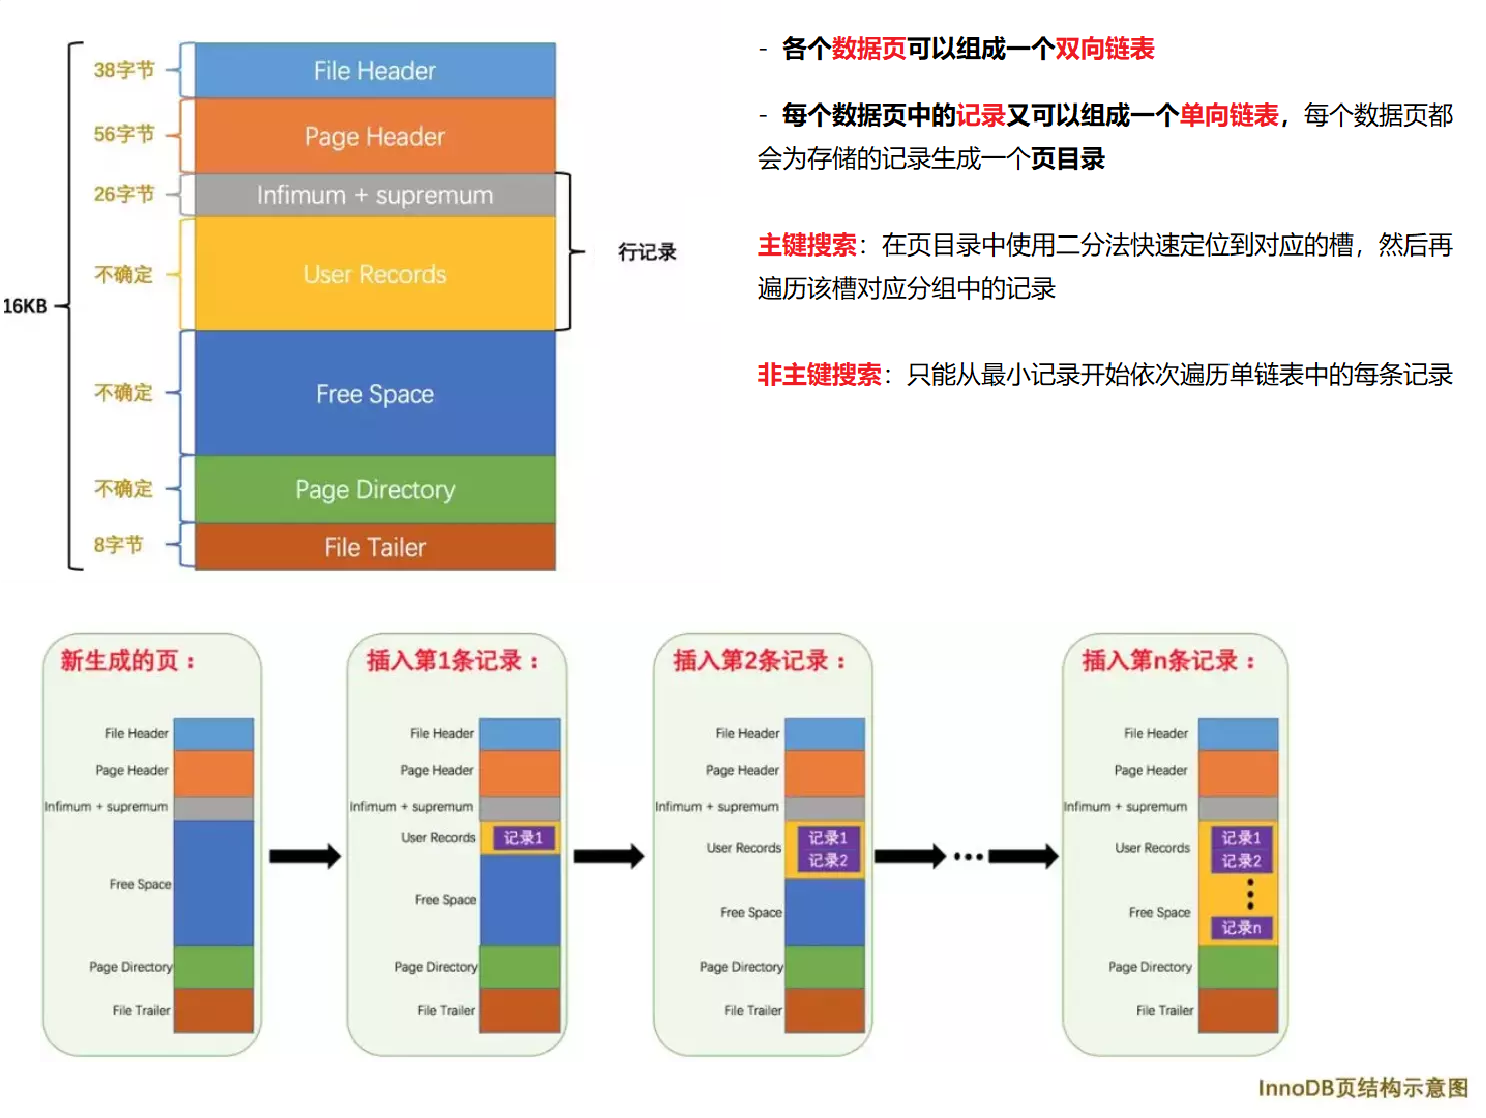 16KB
38字节
File Header
56字节
Page Header
26字节
Infimum + supremum
不确定
User Records
行记录
不确定
Free Space
不确定
Page Directory
8字节
File Tailer
- 各个数据页可以组成一个双向链表
- 每个数据页中的记录又可以组成一个单向链表，每个数据页都
会为存储的记录生成一个页目录
主键搜索：在页目录中使用二分法快速定位到对应的槽，然后再
遍历该槽对应分组中的记录
非主键搜索：只能从最小记录开始依次遍历单链表中的每条记录
新生成的页：
File Header
Page Header
Infimum + supremum
Free Space
Page Directory
File Trailer
插入第1条记录：
File Header
Page Header
Infimum + supremum
User Records
记录1
Free Space
Page Directory
File Trailer
插入第2条记录：
File Header
Page Header
Infimum + supremum
User Records
记录1
记录2
Free Space
Page Directory
File Trailer
插入第n条记录：
File Header
Page Header
Infimum + supremum
User Records
记录1
记录2
Free Space
记录n
Page Directory
File Trailer
InnoDB页结构示意图